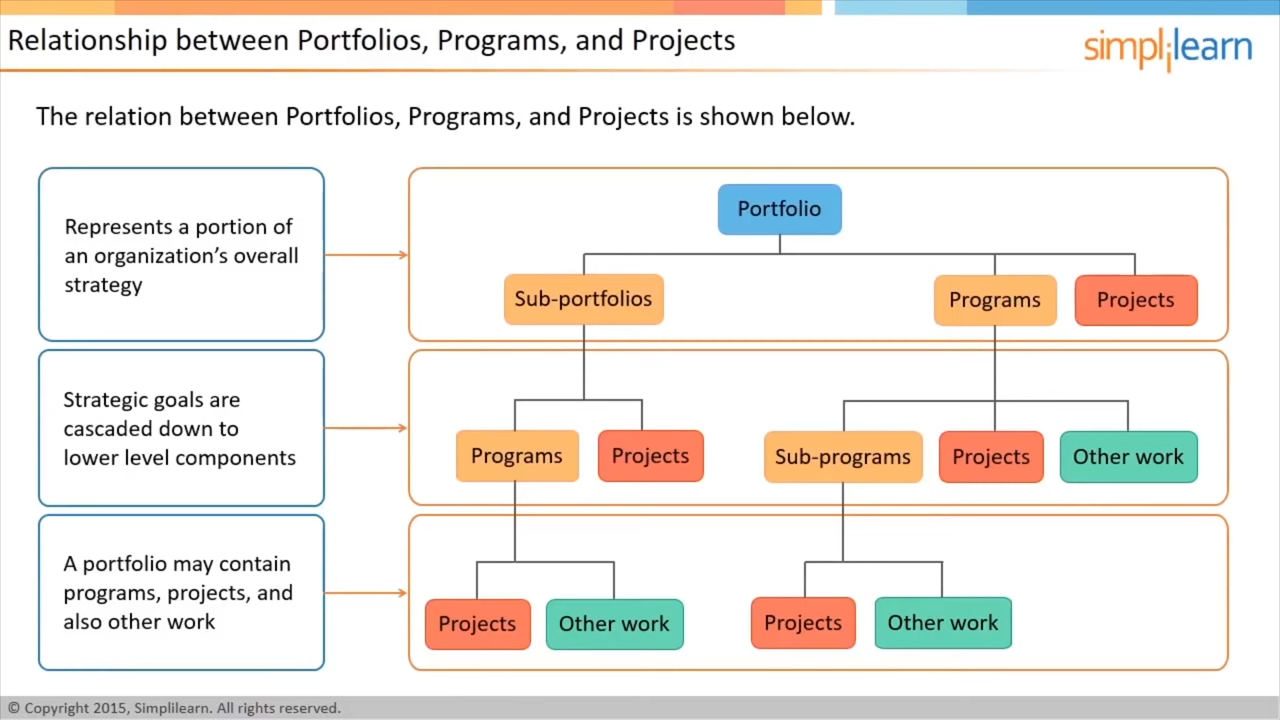 Relationship between Portfolios, Programs, and Projects
simplilearn
The relation between Portfolios, Programs, and Projects is shown below.
Represents a portion of
an organization's overall
strategy
Portfolio
Sub-portfolios
Programs
Projects
Strategic goals are
cascaded down to
lower level components
Programs
Projects
Sub-programs
Projects
Other work
A portfolio may contain
programs, projects, and
also other work
Projects
Other work
Projects
Other work
© Copyright 2015, Simplilearn. All rights reserved.